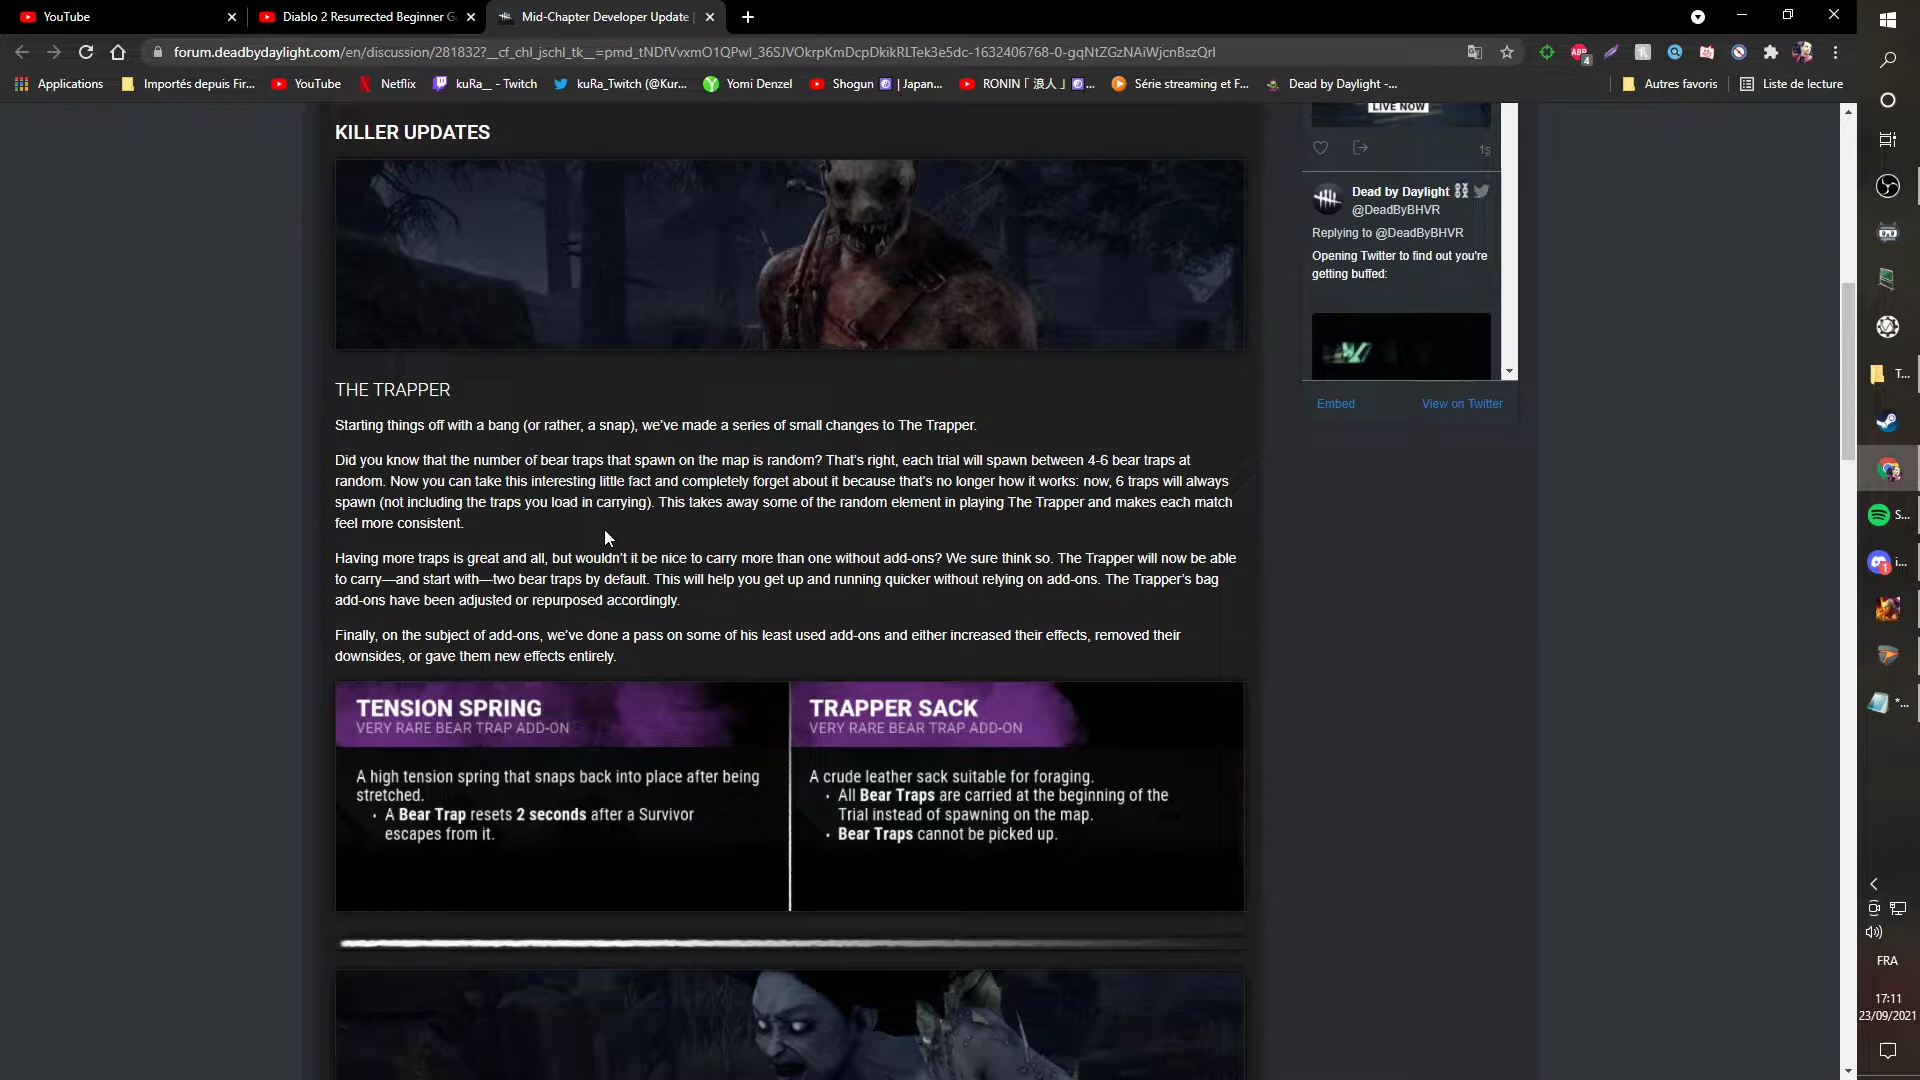 YouTube
Diablo 2 Resurrected Beginner G
Mid-Chapter Developer Update |
forum.deadbydaylight.com/en/discussion/281832?__cf_chl_jschl_tk__=pmd_tNDfVvxmO1QPwI_36SJVOkrpKmDcpDkikRLTek3e5dc-1632406768-0-gqNtZGzNAiWjcnBszQrl
4
Applications
Importés depuis Fir...
YouTube
Netflix
kuRa__ - Twitch
kuRa_Twitch (@Kur...
Yomi Denzel
Shogun | Japan...
RONIN「 浪人 」...
Série streaming et F...
Dead by Daylight -...
Autres favoris
Liste de lecture
KILLER UPDATES
THE TRAPPER
Starting things off with a bang (or rather, a snap), we've made a series of small changes to The Trapper.
Did you know that the number of bear traps that spawn on the map is random? That's right, each trial will spawn between 4-6 bear traps at
random. Now you can take this interesting little fact and completely forget about it because that's no longer how it works: now, 6 traps will always
spawn (not including the traps you load in carrying). This takes away some of the random element in playing The Trapper and makes each match
feel more consistent.
Having more traps is great and all, but wouldn't it be nice to carry more than one without add-ons? We sure think so. The Trapper will now be able
to carry—and start with—two bear traps by default. This will help you get up and running quicker without relying on add-ons. The Trapper's bag
add-ons have been adjusted or repurposed accordingly.
Finally, on the subject of add-ons, we've done a pass on some of his least used add-ons and either increased their effects, removed their
downsides, or gave them new effects entirely.
TENSION SPRING
VERY RARE BEAR TRAP ADD-ON
A high tension spring that snaps back into place after being
stretched.
• A Bear Trap resets 2 seconds after a Survivor
escapes from it.
TRAPPER SACK
VERY RARE BEAR TRAP ADD-ON
A crude leather sack suitable for foraging.
• All Bear Traps are carried at the beginning of the
Trial instead of spawning on the map.
• Bear Traps cannot be picked up.
LIVE NOW
1s
Dead by Daylight
@DeadByBHVR
Replying to @DeadByBHVR
Opening Twitter to find out you're
getting buffed:
Embed
View on Twitter
T...
S...
i...
1
*...
FRA
17:11
23/09/2021